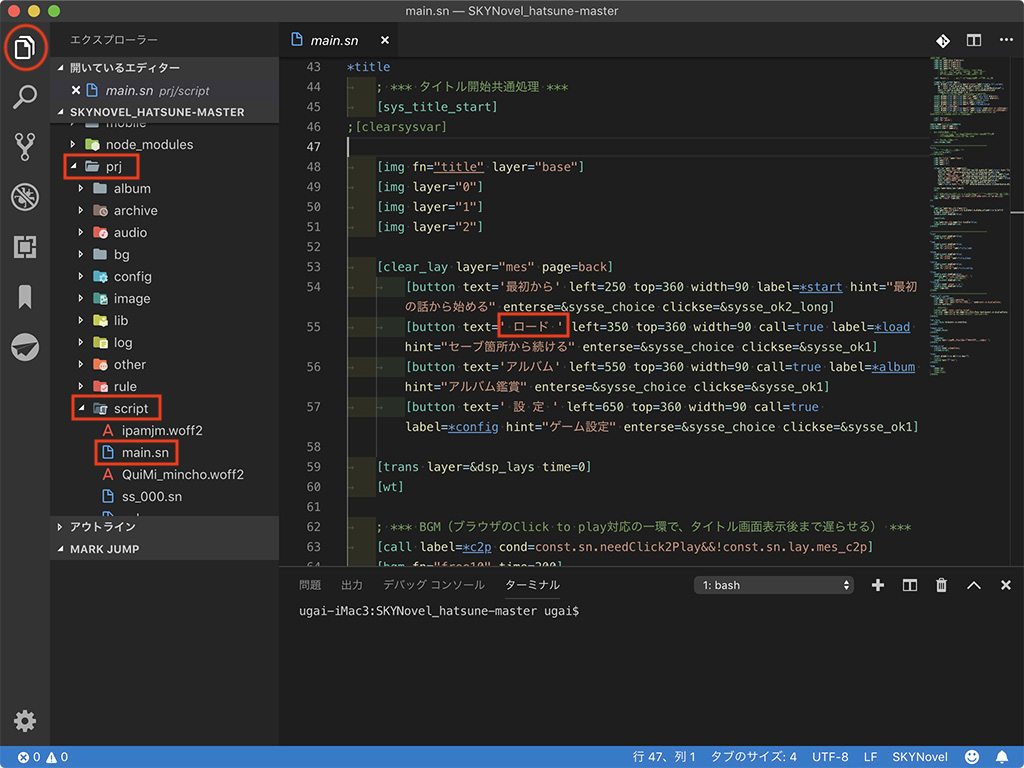 main.sn — SKYNovel_hatsune-master
エクスプローラー
開いているエディター
main.sn prj/script
SKYNOVEL_HATSUNE-MASTER
mobile
node_modules
prj
album
archive
audio
bg
config
image
lib
log
other
rule
script
ipamjm.woff2
main.sn
QuiMi_mincho.woff2
ss_000.sn
アウトライン
MARK JUMP
main.sn
43 *title
44 ; *** タイトル開始共通処理 ***
45 [sys_title_start]
46 ;[clearsysvar]
47
48 [img fn="title" layer="base"]
49 [img layer="0"]
50 [img layer="1"]
51 [img layer="2"]
52
53 [clear_lay layer="mes" page=back]
54 [button text='最初から' left=250 top=360 width=90 label=*start hint="最初
の話から始める" enterse=&sysse_choice clickse=&sysse_ok2_long]
55 [button text=' ロード ' left=350 top=360 width=90 call=true label=*load
hint="セーブ箇所から続ける" enterse=&sysse_choice clickse=&sysse_ok1]
56 [button text='アルバム' left=550 top=360 width=90 call=true label=*album
hint="アルバム鑑賞" enterse=&sysse_choice clickse=&sysse_ok1]
57 [button text=' 設 定 ' left=650 top=360 width=90 call=true
label=*config hint="ゲーム設定" enterse=&sysse_choice clickse=&sysse_ok1]
58
59 [trans layer=&dsp_lays time=0]
60 [wt]
61
62 ; *** BGM（ブラウザのClick to play対応の一環で、タイトル画面表示後まで遅らせる） ***
63 [call label=*c2p cond=const.sn.needClick2Play&&!const.sn.lay.mes_c2p]
64 [bgm fn="free10" time=200]
問題 出力 デバッグ コンソール ターミナル 1: bash
ugai-iMac3:SKYNovel_hatsune-master ugai$
0 0 行 47、列 1 タブのサイズ: 4 UTF-8 LF SKYNovel